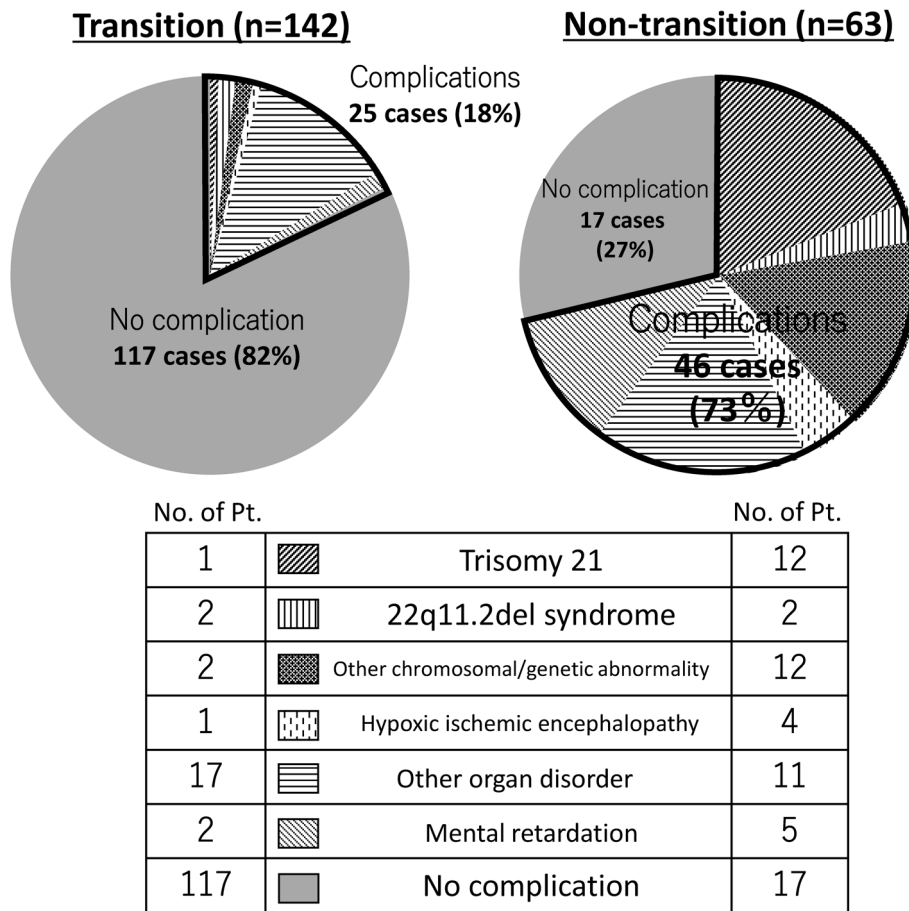 Transition (n=142)
Non-transition (n=63)
Complications
25 cases (18%)
No complication
117 cases (82%)
No complication
17 cases
(27%)
Complications
46 cases
(73%)
No. of Pt.
No. of Pt.
1 Trisomy 21 12
2 22q11.2del syndrome 2
2 Other chromosomal/genetic abnormality 12
1 Hypoxic ischemic encephalopathy 4
17 Other organ disorder 11
2 Mental retardation 5
117 No complication 17